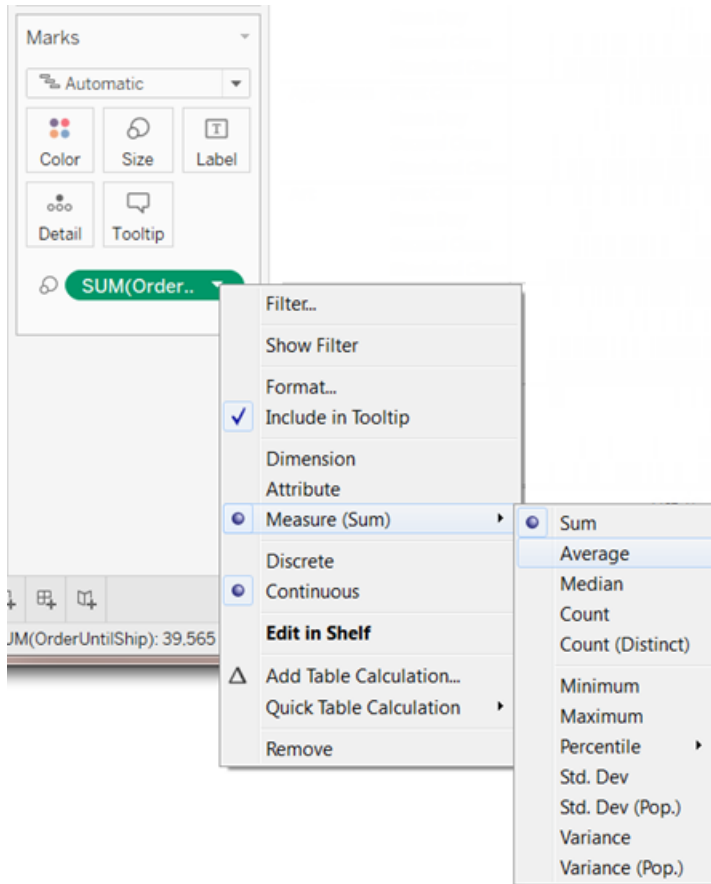 Marks
Automatic
Color Size Label
Detail Tooltip
SUM(Order..
Filter...
Show Filter
Format...
Include in Tooltip
Dimension
Attribute
Measure (Sum)
Discrete
Continuous
Edit in Shelf
Add Table Calculation...
Quick Table Calculation
Remove
Sum
Average
Median
Count
Count (Distinct)
Minimum
Maximum
Percentile
Std. Dev
Std. Dev (Pop.)
Variance
Variance (Pop.)
UM(OrderUntilShip): 39,565